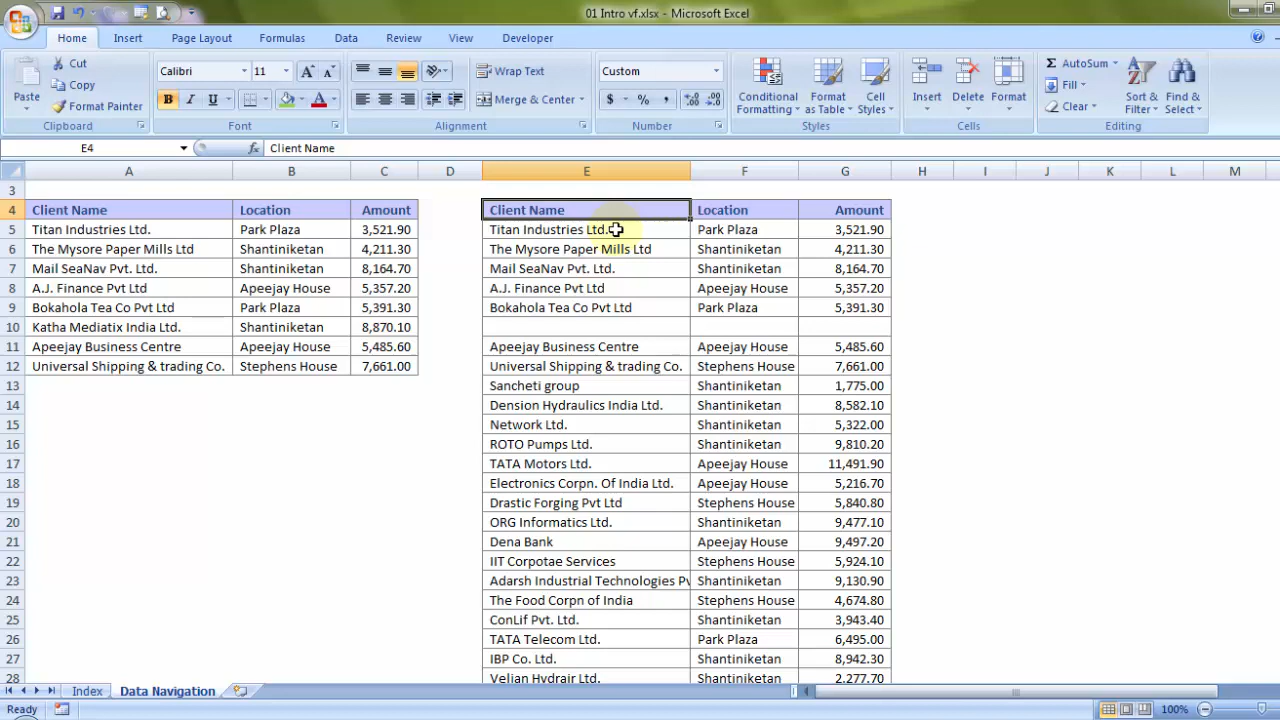 01 Intro vf.xlsx - Microsoft Excel
Home Insert Page Layout Formulas Data Review View Developer
Paste Cut Copy Format Painter Clipboard
Calibri 11 A A B I U A Font
Wrap Text Merge & Center Alignment
Custom $ % , .0 .00 .00 .0 Number
Conditional Formatting Format as Table Cell Styles Styles
Insert Delete Format Cells
Σ AutoSum Fill Clear Sort & Filter Find & Select Editing
E4 fx Client Name
A B C D E F G H I J K L M
3
4 Client Name Location Amount Client Name Location Amount
5 Titan Industries Ltd. Park Plaza 3,521.90 Titan Industries Ltd. Park Plaza 3,521.90
6 The Mysore Paper Mills Ltd Shantiniketan 4,211.30 The Mysore Paper Mills Ltd Shantiniketan 4,211.30
7 Mail SeaNav Pvt. Ltd. Shantiniketan 8,164.70 Mail SeaNav Pvt. Ltd. Shantiniketan 8,164.70
8 A.J. Finance Pvt Ltd Apeejay House 5,357.20 A.J. Finance Pvt Ltd Apeejay House 5,357.20
9 Bokahola Tea Co Pvt Ltd Park Plaza 5,391.30 Bokahola Tea Co Pvt Ltd Park Plaza 5,391.30
10 Katha Mediatix India Ltd. Shantiniketan 8,870.10
11 Apeejay Business Centre Apeejay House 5,485.60 Apeejay Business Centre Apeejay House 5,485.60
12 Universal Shipping & trading Co. Stephens House 7,661.00 Universal Shipping & trading Co. Stephens House 7,661.00
13 Sancheti group Shantiniketan 1,775.00
14 Dension Hydraulics India Ltd. Shantiniketan 8,582.10
15 Network Ltd. Shantiniketan 5,322.00
16 ROTO Pumps Ltd. Shantiniketan 9,810.20
17 TATA Motors Ltd. Apeejay House 11,491.90
18 Electronics Corpn. Of India Ltd. Apeejay House 5,216.70
19 Drastic Forging Pvt Ltd Stephens House 5,840.80
20 ORG Informatics Ltd. Shantiniketan 9,477.10
21 Dena Bank Apeejay House 9,497.20
22 IIT Corpotae Services Stephens House 5,924.10
23 Adarsh Industrial Technologies Pv Shantiniketan 9,130.90
24 The Food Corpn of India Stephens House 4,674.80
25 ConLif Pvt. Ltd. Shantiniketan 3,943.40
26 TATA Telecom Ltd. Park Plaza 6,495.00
27 IBP Co. Ltd. Shantiniketan 8,942.30
28 Velian Hydrair Ltd. Shantiniketan 2,277.70
Index Data Navigation
Ready 100%